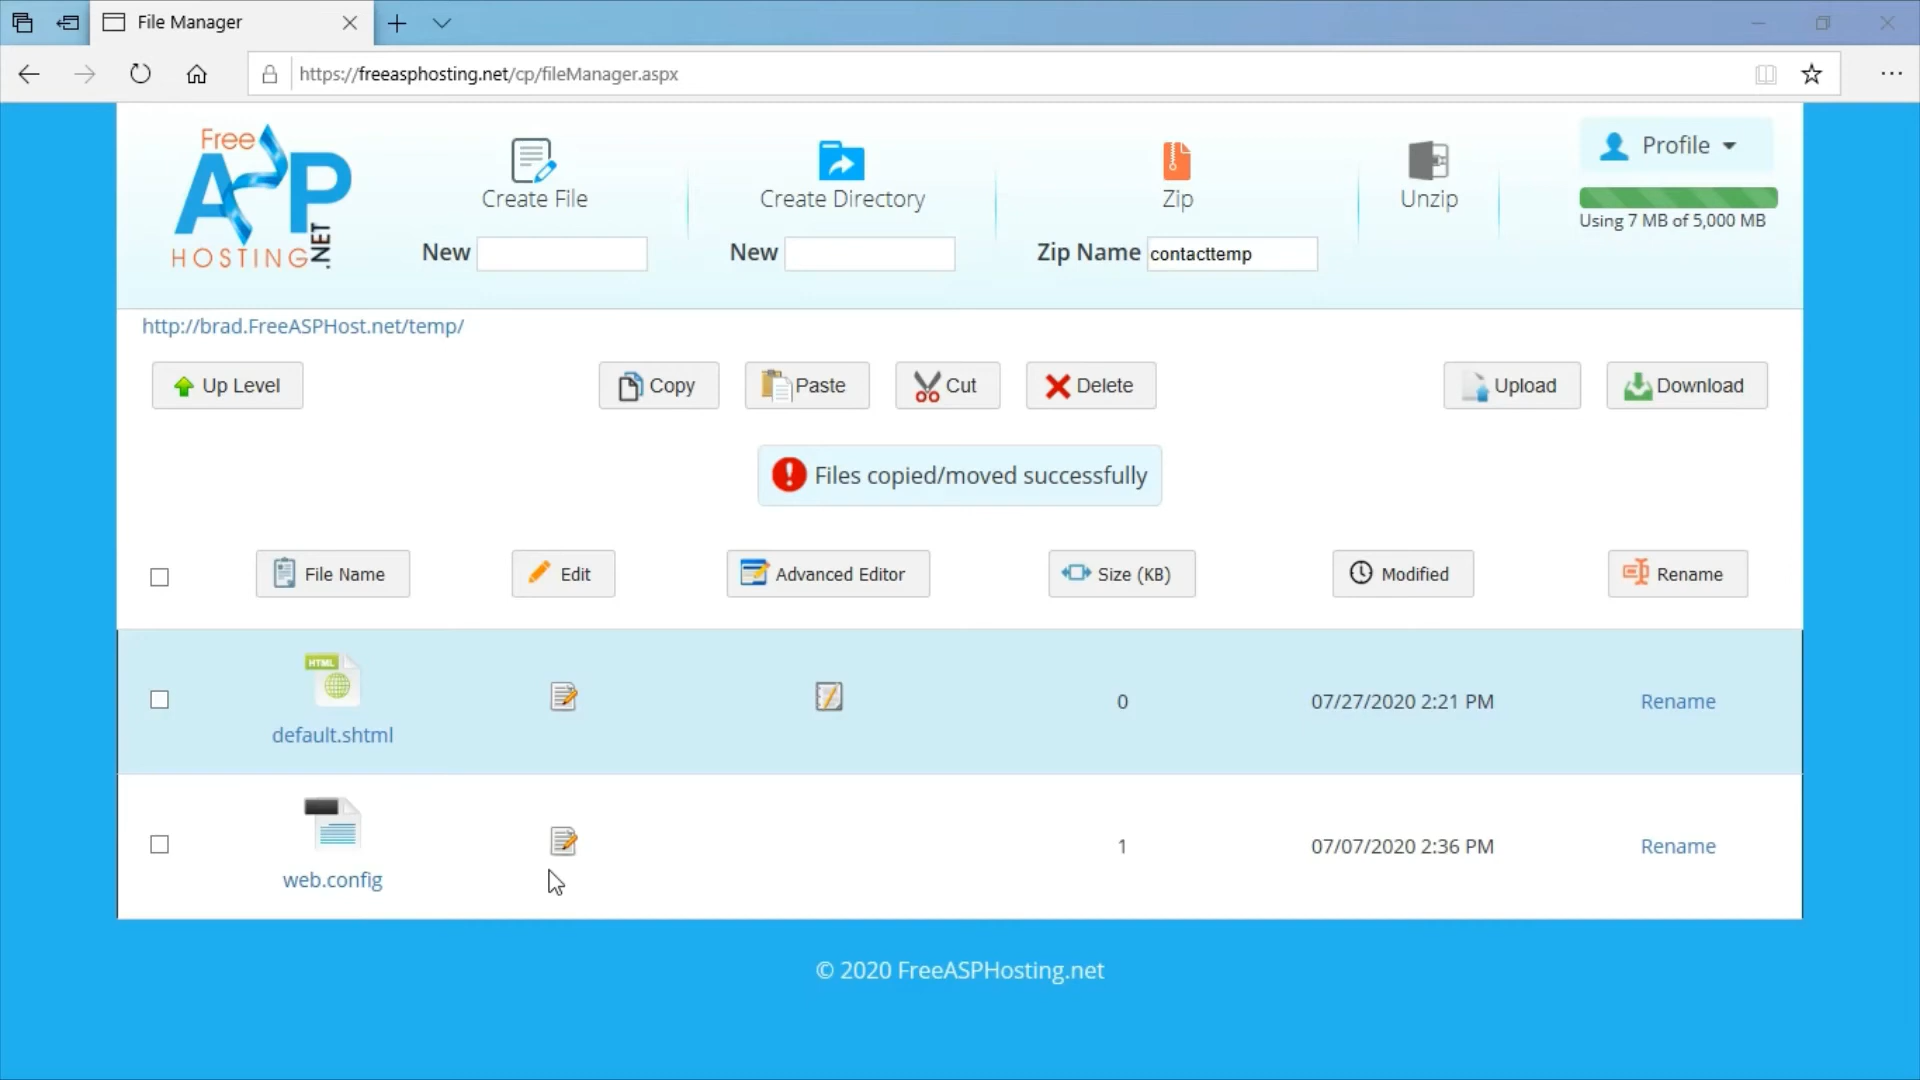 File Manager
https://freeasphosting.net/cp/fileManager.aspx
Free
ASP
HOSTING
.NET
Create File
Create Directory
Zip
Unzip
Profile
Using 7 MB of 5,000 MB
New
New
Zip Name contacttemp
http://brad.FreeASPHost.net/temp/
Up Level
Copy
Paste
Cut
Delete
Upload
Download
Files copied/moved successfully
File Name
Edit
Advanced Editor
Size (KB)
Modified
Rename
HTML
default.shtml
0
07/27/2020 2:21 PM
Rename
web.config
1
07/07/2020 2:36 PM
Rename
© 2020 FreeASPHosting.net